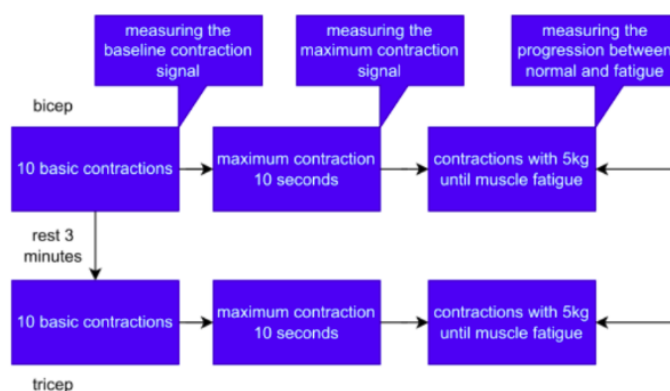 measuring the
baseline contraction
signal
measuring the
maximum contraction
signal
measuring the
progression between
normal and fatigue
bicep
10 basic contractions
maximum contraction
10 seconds
contractions with 5kg
until muscle fatigue
rest 3
minutes
10 basic contractions
maximum contraction
10 seconds
contractions with 5kg
until muscle fatigue
tricep